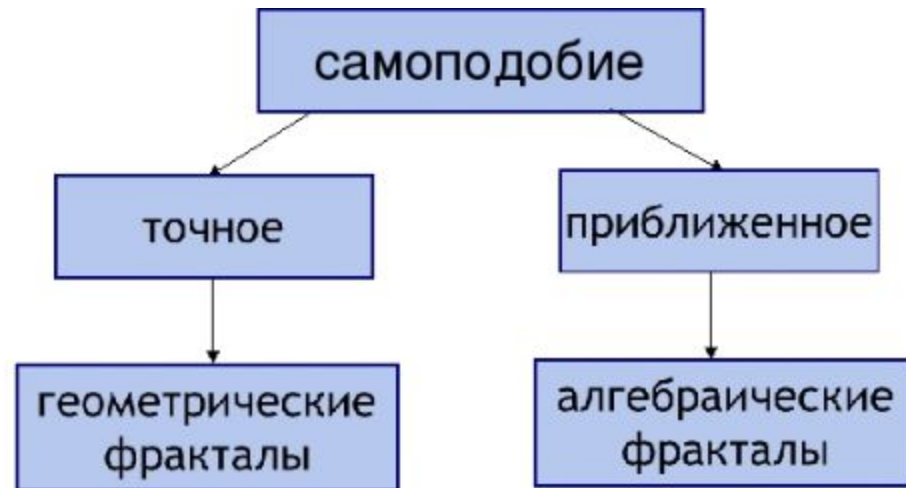 самоподобие
точное
приближенное
геометрические
фракталы
алгебраические
фракталы